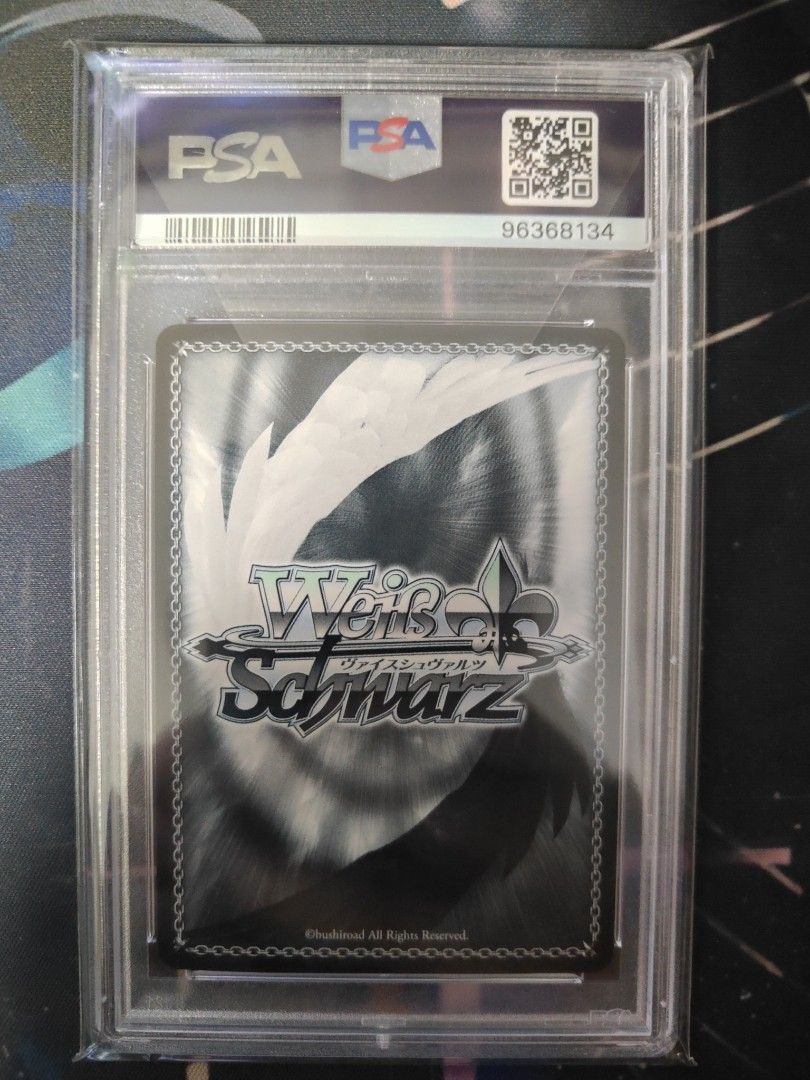 PSA
PSA
96368134
Weiß
ヴァイスシュヴァルツ
Schwarz
©bushiroad All Rights Reserved.